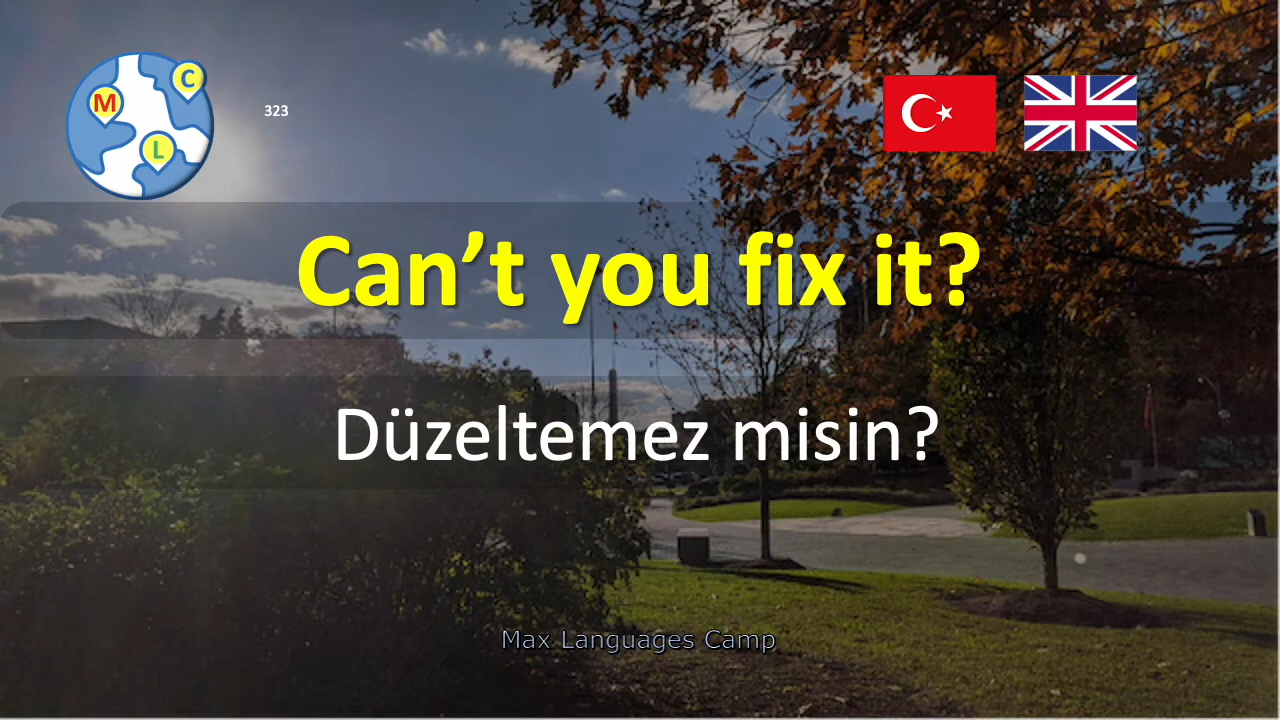 M
C
L
323
Can’t you fix it?
Düzeltemez misin?
Max Languages Camp